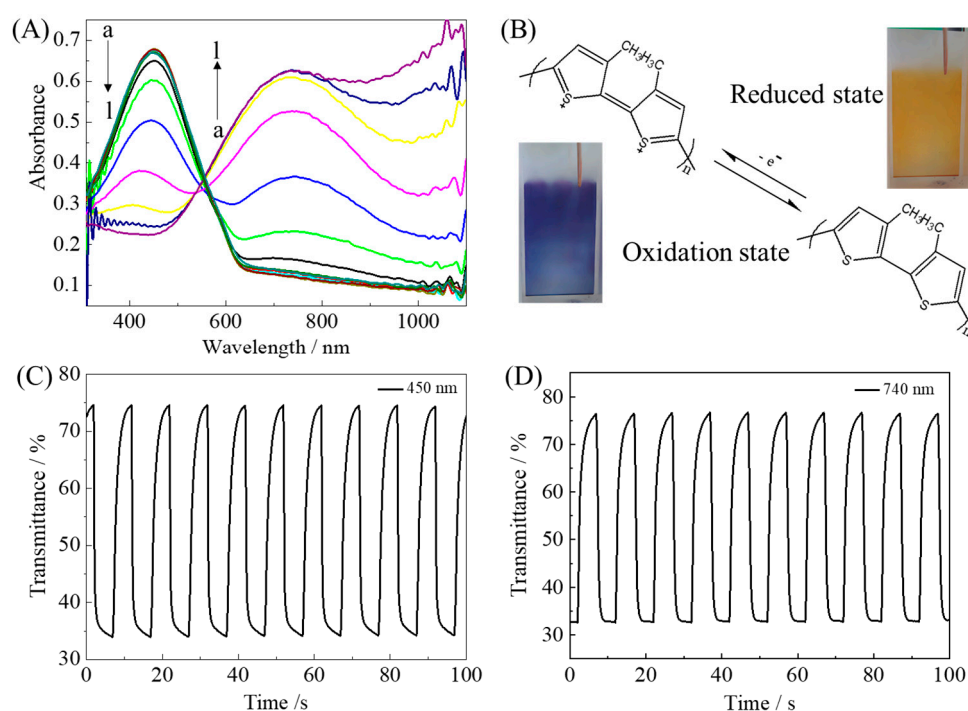 (A)
a
l
l
a
0.7
0.6
0.5
0.4
0.3
0.2
0.1
Absorbance
400
600
800
1000
Wavelength / nm
(B)
CH₃H₃C
S
+
S
+
n
Reduced state
- e⁻
Oxidation state
CH₃H₃C
S
S
n
(C)
80
70
60
50
40
30
Transmittance / %
450 nm
0
20
40
60
80
100
Time /s
(D)
80
70
60
50
40
30
Transmittance / %
740 nm
0
20
40
60
80
100
Time / s